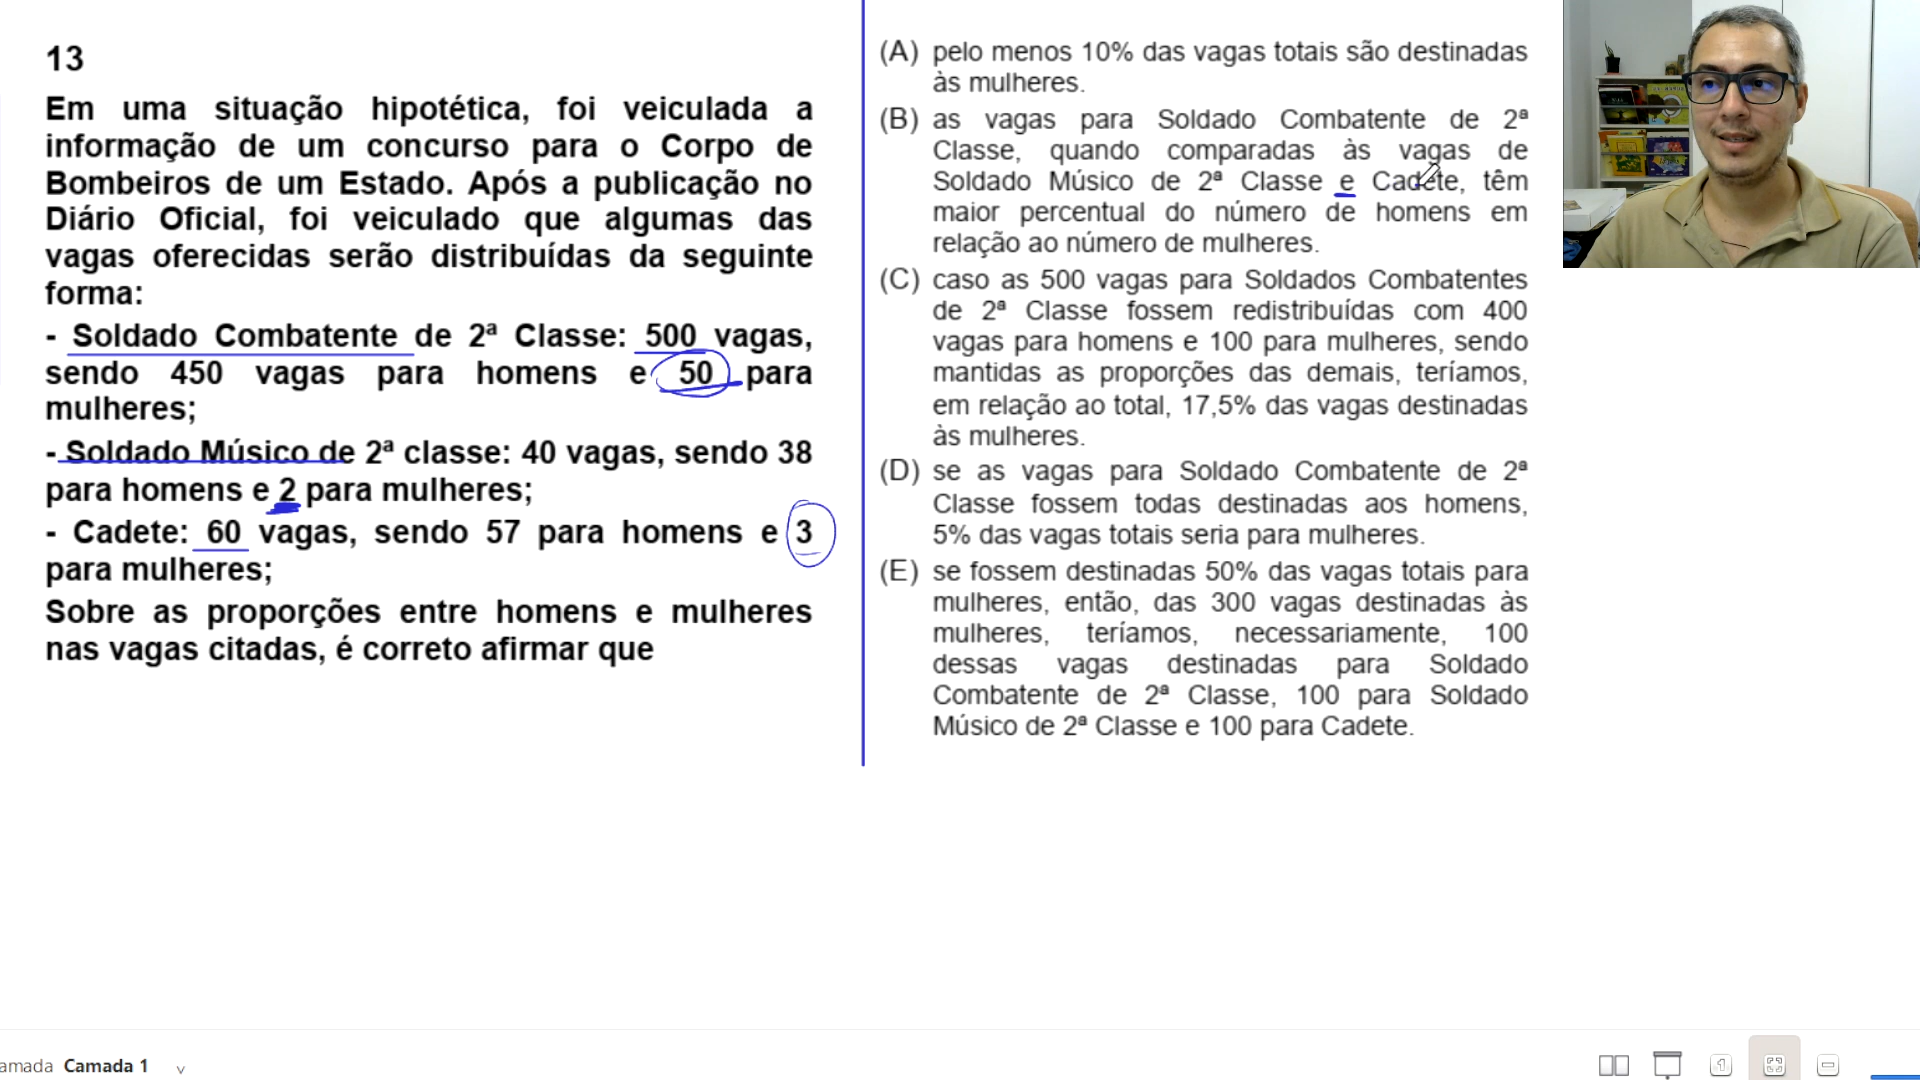 13
Em uma situação hipotética, foi veiculada a
informação de um concurso para o Corpo de
Bombeiros de um Estado. Após a publicação no
Diário Oficial, foi veiculado que algumas das
vagas oferecidas serão distribuídas da seguinte
forma:
- Soldado Combatente de 2ª Classe: 500 vagas,
sendo 450 vagas para homens e 50 para
mulheres;
- Soldado Músico de 2ª classe: 40 vagas, sendo 38
para homens e 2 para mulheres;
- Cadete: 60 vagas, sendo 57 para homens e 3
para mulheres;
Sobre as proporções entre homens e mulheres
nas vagas citadas, é correto afirmar que
(A) pelo menos 10% das vagas totais são destinadas
às mulheres.
(B) as vagas para Soldado Combatente de 2ª
Classe, quando comparadas às vagas de
Soldado Músico de 2ª Classe e Cadete, têm
maior percentual do número de homens em
relação ao número de mulheres.
(C) caso as 500 vagas para Soldados Combatentes
de 2ª Classe fossem redistribuídas com 400
vagas para homens e 100 para mulheres, sendo
mantidas as proporções das demais, teríamos,
em relação ao total, 17,5% das vagas destinadas
às mulheres.
(D) se as vagas para Soldado Combatente de 2ª
Classe fossem todas destinadas aos homens,
5% das vagas totais seria para mulheres.
(E) se fossem destinadas 50% das vagas totais para
mulheres, então, das 300 vagas destinadas às
mulheres, teríamos, necessariamente, 100
dessas vagas destinadas para Soldado
Combatente de 2ª Classe, 100 para Soldado
Músico de 2ª Classe e 100 para Cadete.
amada Camada 1